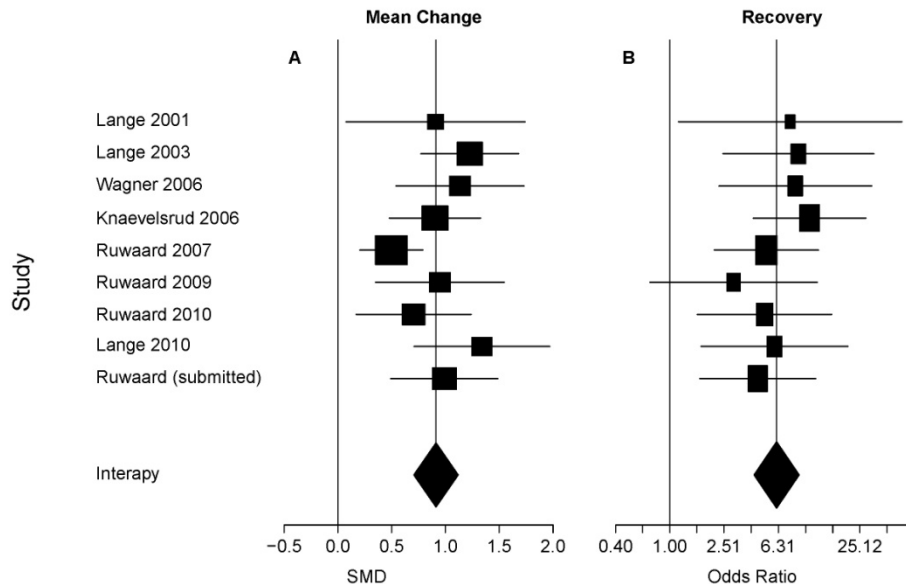 Mean Change
Recovery
A
B
Study
Lange 2001
Lange 2003
Wagner 2006
Knaevelsrud 2006
Ruwaard 2007
Ruwaard 2009
Ruwaard 2010
Lange 2010
Ruwaard (submitted)
Interapy
−0.5 0.0 0.5 1.0 1.5 2.0
0.40 1.00 2.51 6.31 25.12
SMD
Odds Ratio